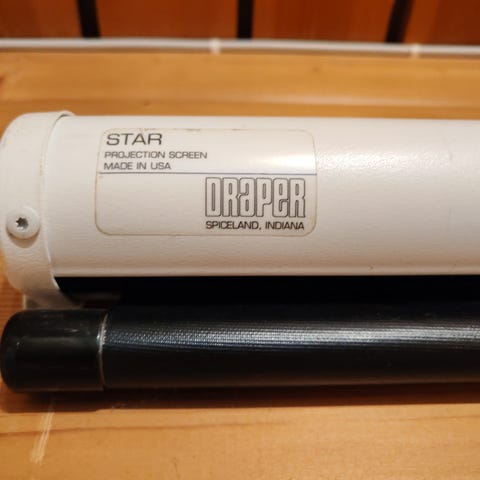 STAR
PROJECTION SCREEN
MADE IN USA
DRAPER
SPICELAND, INDIANA